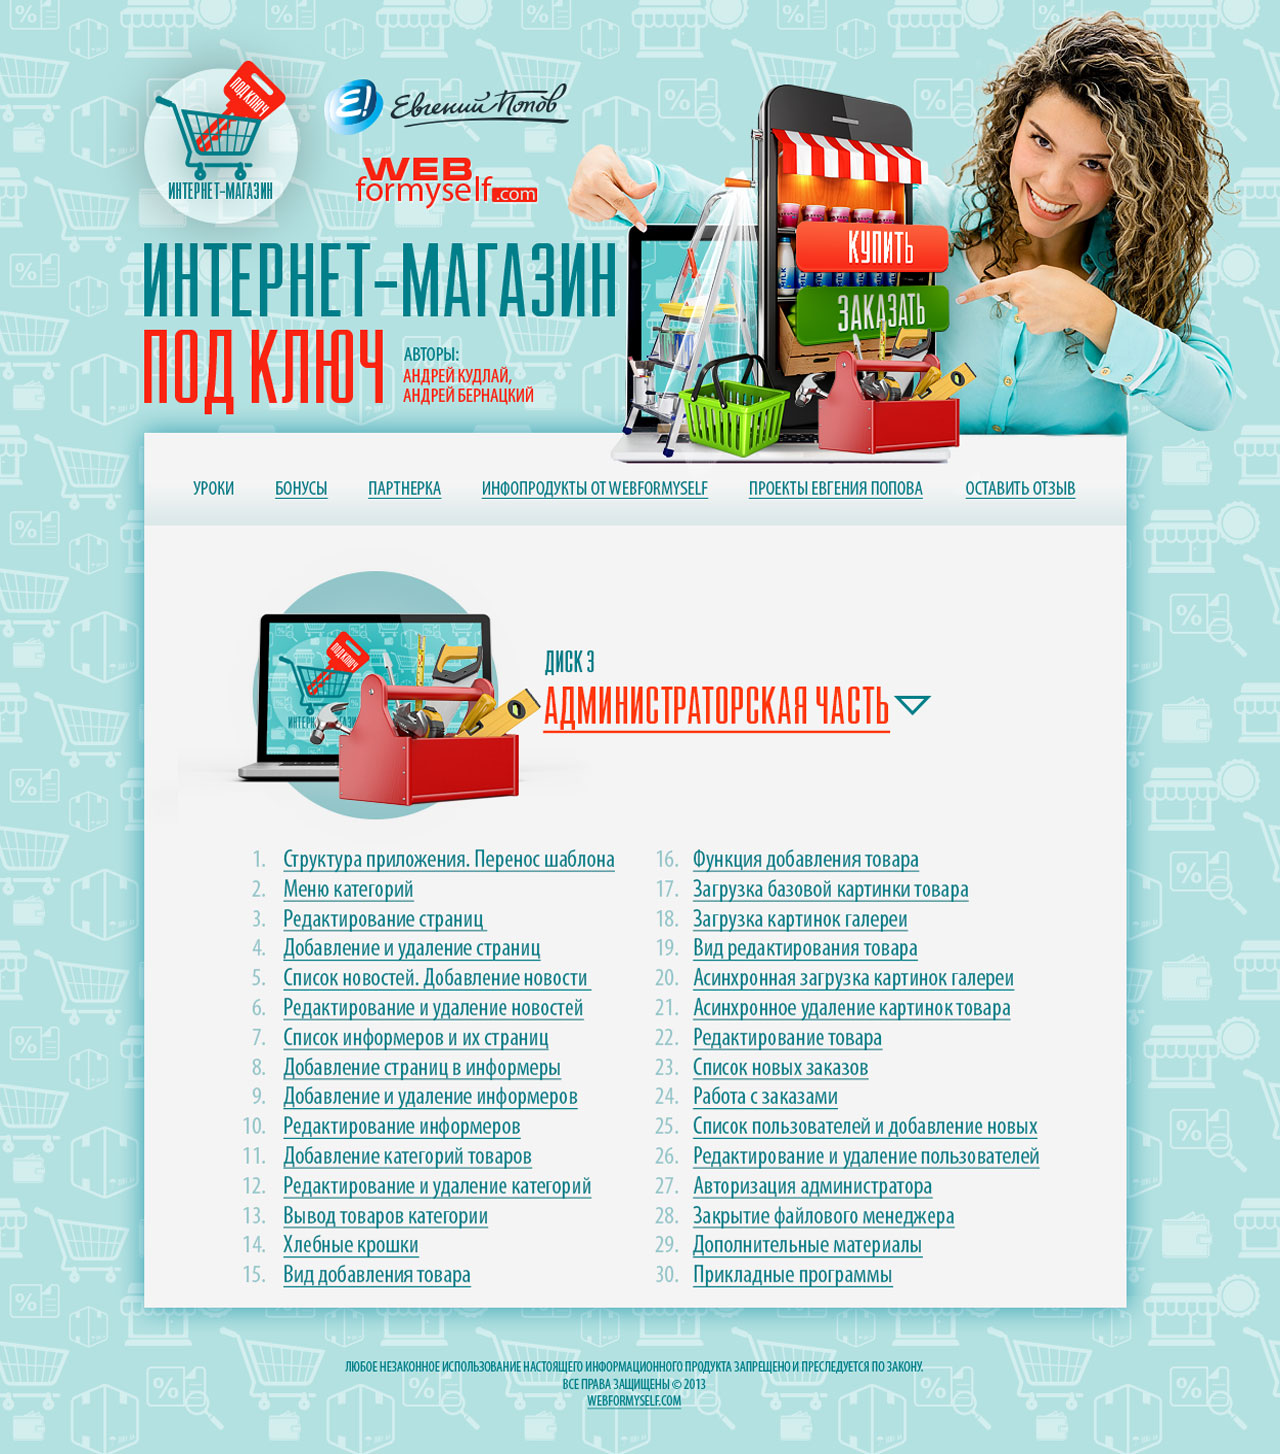 ПОД КЛЮЧ
ИНТЕРНЕТ-МАГАЗИН
Е!
Евгений Попов
WEB
formyself.com
ИНТЕРНЕТ-МАГАЗИН
ПОД КЛЮЧ
АВТОРЫ:
АНДРЕЙ КУДЛАЙ,
АНДРЕЙ БЕРНАЦКИЙ
КУПИТЬ
ЗАКАЗАТЬ
УРОКИ БОНУСЫ ПАРТНЕРКА ИНФОПРОДУКТЫ ОТ WEBFORMYSELF ПРОЕКТЫ ЕВГЕНИЯ ПОПОВА ОСТАВИТЬ ОТЗЫВ
ПОД КЛЮЧ
ДИСК 3
АДМИНИСТРАТОРСКАЯ ЧАСТЬ
1. Структура приложения. Перенос шаблона
2. Меню категорий
3. Редактирование страниц
4. Добавление и удаление страниц
5. Список новостей. Добавление новости
6. Редактирование и удаление новостей
7. Список информеров и их страниц
8. Добавление страниц в информеры
9. Добавление и удаление информеров
10. Редактирование информеров
11. Добавление категорий товаров
12. Редактирование и удаление категорий
13. Вывод товаров категории
14. Хлебные крошки
15. Вид добавления товара
16. Функция добавления товара
17. Загрузка базовой картинки товара
18. Загрузка картинок галереи
19. Вид редактирования товара
20. Асинхронная загрузка картинок галереи
21. Асинхронное удаление картинок товара
22. Редактирование товара
23. Список новых заказов
24. Работа с заказами
25. Список пользователей и добавление новых
26. Редактирование и удаление пользователей
27. Авторизация администратора
28. Закрытие файлового менеджера
29. Дополнительные материалы
30. Прикладные программы
ЛЮБОЕ НЕЗАКОННОЕ ИСПОЛЬЗОВАНИЕ НАСТОЯЩЕГО ИНФОРМАЦИОННОГО ПРОДУКТА ЗАПРЕЩЕНО И ПРЕСЛЕДУЕТСЯ ПО ЗАКОНУ.
ВСЕ ПРАВА ЗАЩИЩЕНЫ © 2013
WEBFORMYSELF.COM